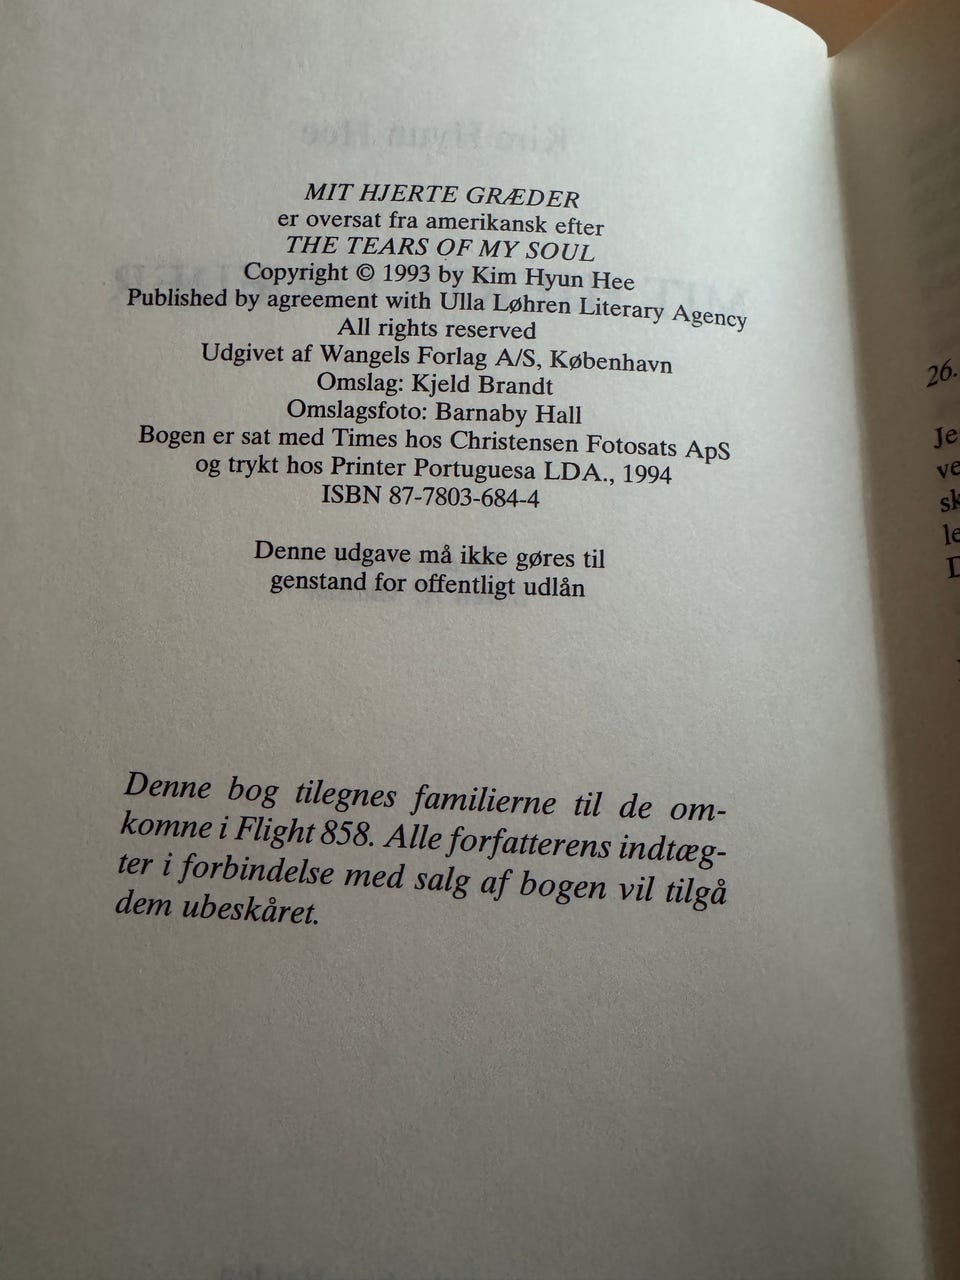 MIT HJERTE GRÆDER
er oversat fra amerikansk efter
THE TEARS OF MY SOUL
Copyright © 1993 by Kim Hyun Hee
Published by agreement with Ulla Løhren Literary Agency
All rights reserved
Udgivet af Wangels Forlag A/S, København
Omslag: Kjeld Brandt
Omslagsfoto: Barnaby Hall
Bogen er sat med Times hos Christensen Fotosats ApS
og trykt hos Printer Portuguesa LDA., 1994
ISBN 87-7803-684-4
Denne udgave må ikke gøres til
genstand for offentligt udlån
Denne bog tilegnes familierne til de om-
komne i Flight 858. Alle forfatterens indtæg-
ter i forbindelse med salg af bogen vil tilgå
dem ubeskåret.
26.
Je
ve
sk
le
D